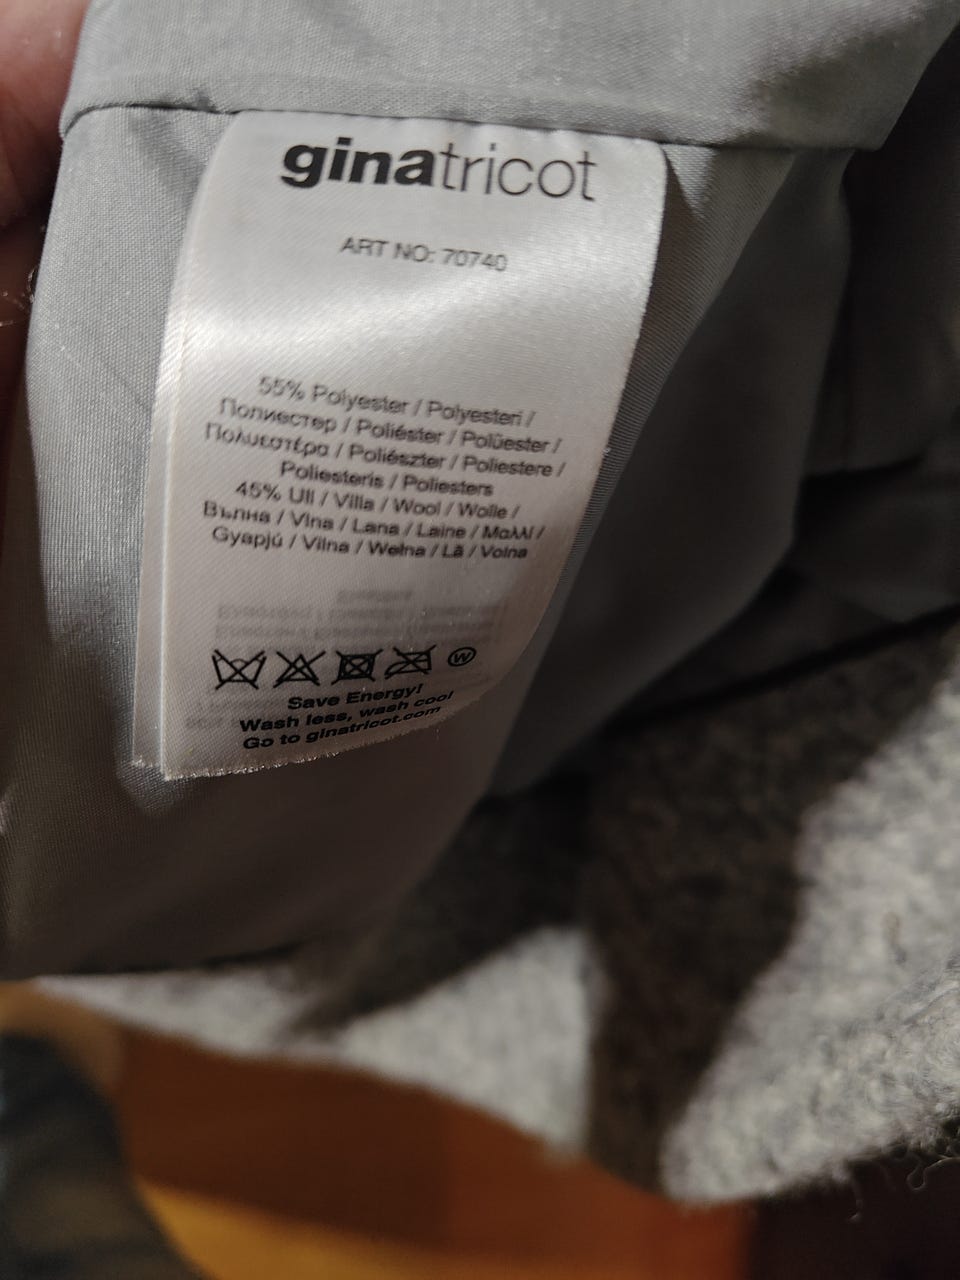 ginatricot
ART NO: 70740
55% Polyester / Polyesteri /
Полиестер / Poliéster / Polüester /
Πολυεστέρα / Poliészter / Poliestere /
Poliesteris / Poliesters
45% Ull / Villa / Wool / Wolle /
Вълна / Vlna / Lana / Laine / Μαλλί /
Gyapjú / Vilna / Wełna / Lã / Volna
W
Save Energy!
Wash less, wash cool
Go to ginatricot.com